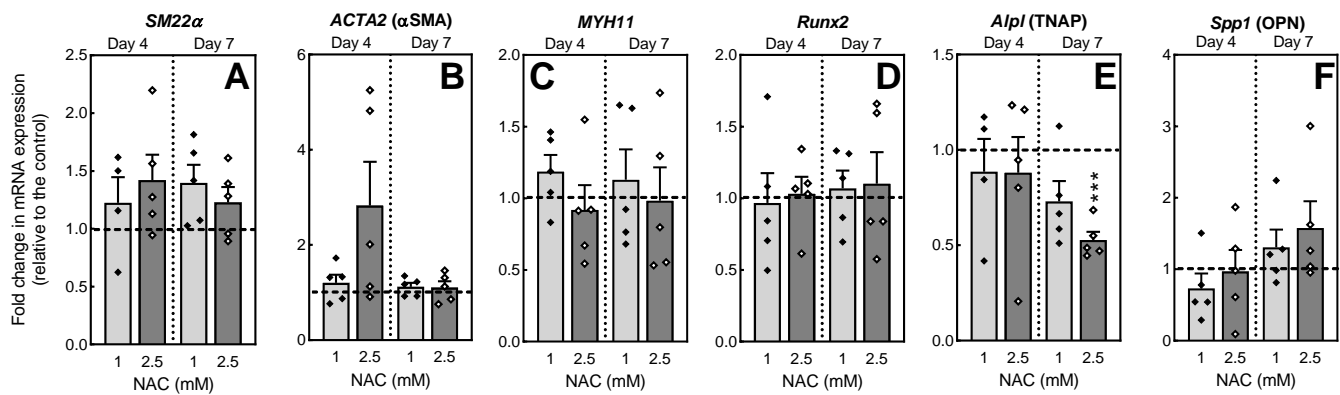 SM22α
Day 4 Day 7
A
2.5
2.0
1.5
1.0
0.5
0.0
Fold change in mRNA expression
(relative to the control)
1 2.5 1 2.5
NAC (mM)
ACTA2 (αSMA)
Day 4 Day 7
B
6
4
2
0
1 2.5 1 2.5
NAC (mM)
MYH11
Day 4 Day 7
C
2.0
1.5
1.0
0.5
0.0
1 2.5 1 2.5
NAC (mM)
Runx2
Day 4 Day 7
D
2.0
1.5
1.0
0.5
0.0
1 2.5 1 2.5
NAC (mM)
Alpl (TNAP)
Day 4 Day 7
E
1.5
1.0
0.5
0.0
***
1 2.5 1 2.5
NAC (mM)
Spp1 (OPN)
Day 4 Day 7
F
4
3
2
1
0
1 2.5 1 2.5
NAC (mM)